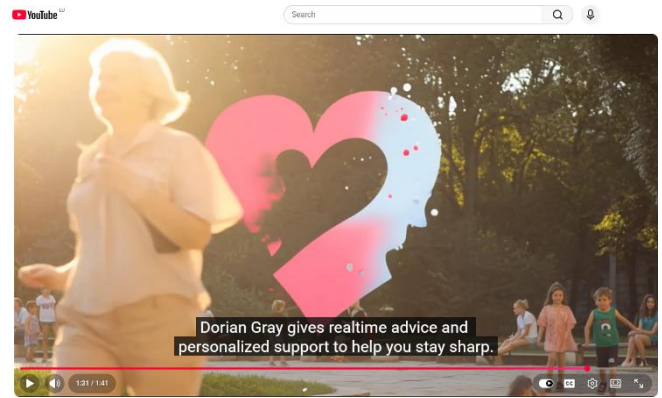 YouTube
Search
Dorian Gray gives realtime advice and
personalized support to help you stay sharp.
1:31 / 1:41
CC